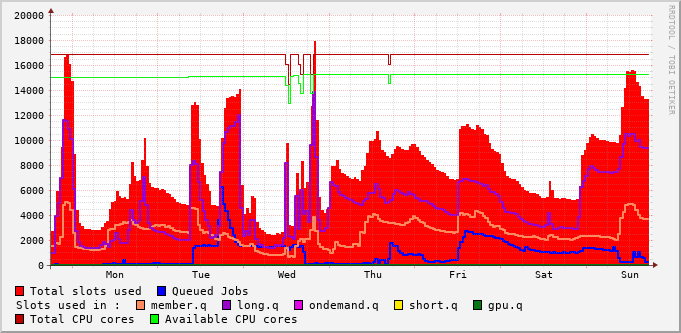 20000
18000
16000
14000
12000
10000
8000
6000
4000
2000
0
Mon Tue Wed Thu Fri Sat Sun
RRDTOOL / TOBI OETIKER
Total slots used Queued Jobs
Slots used in : member.q long.q ondemand.q short.q gpu.q
Total CPU cores Available CPU cores